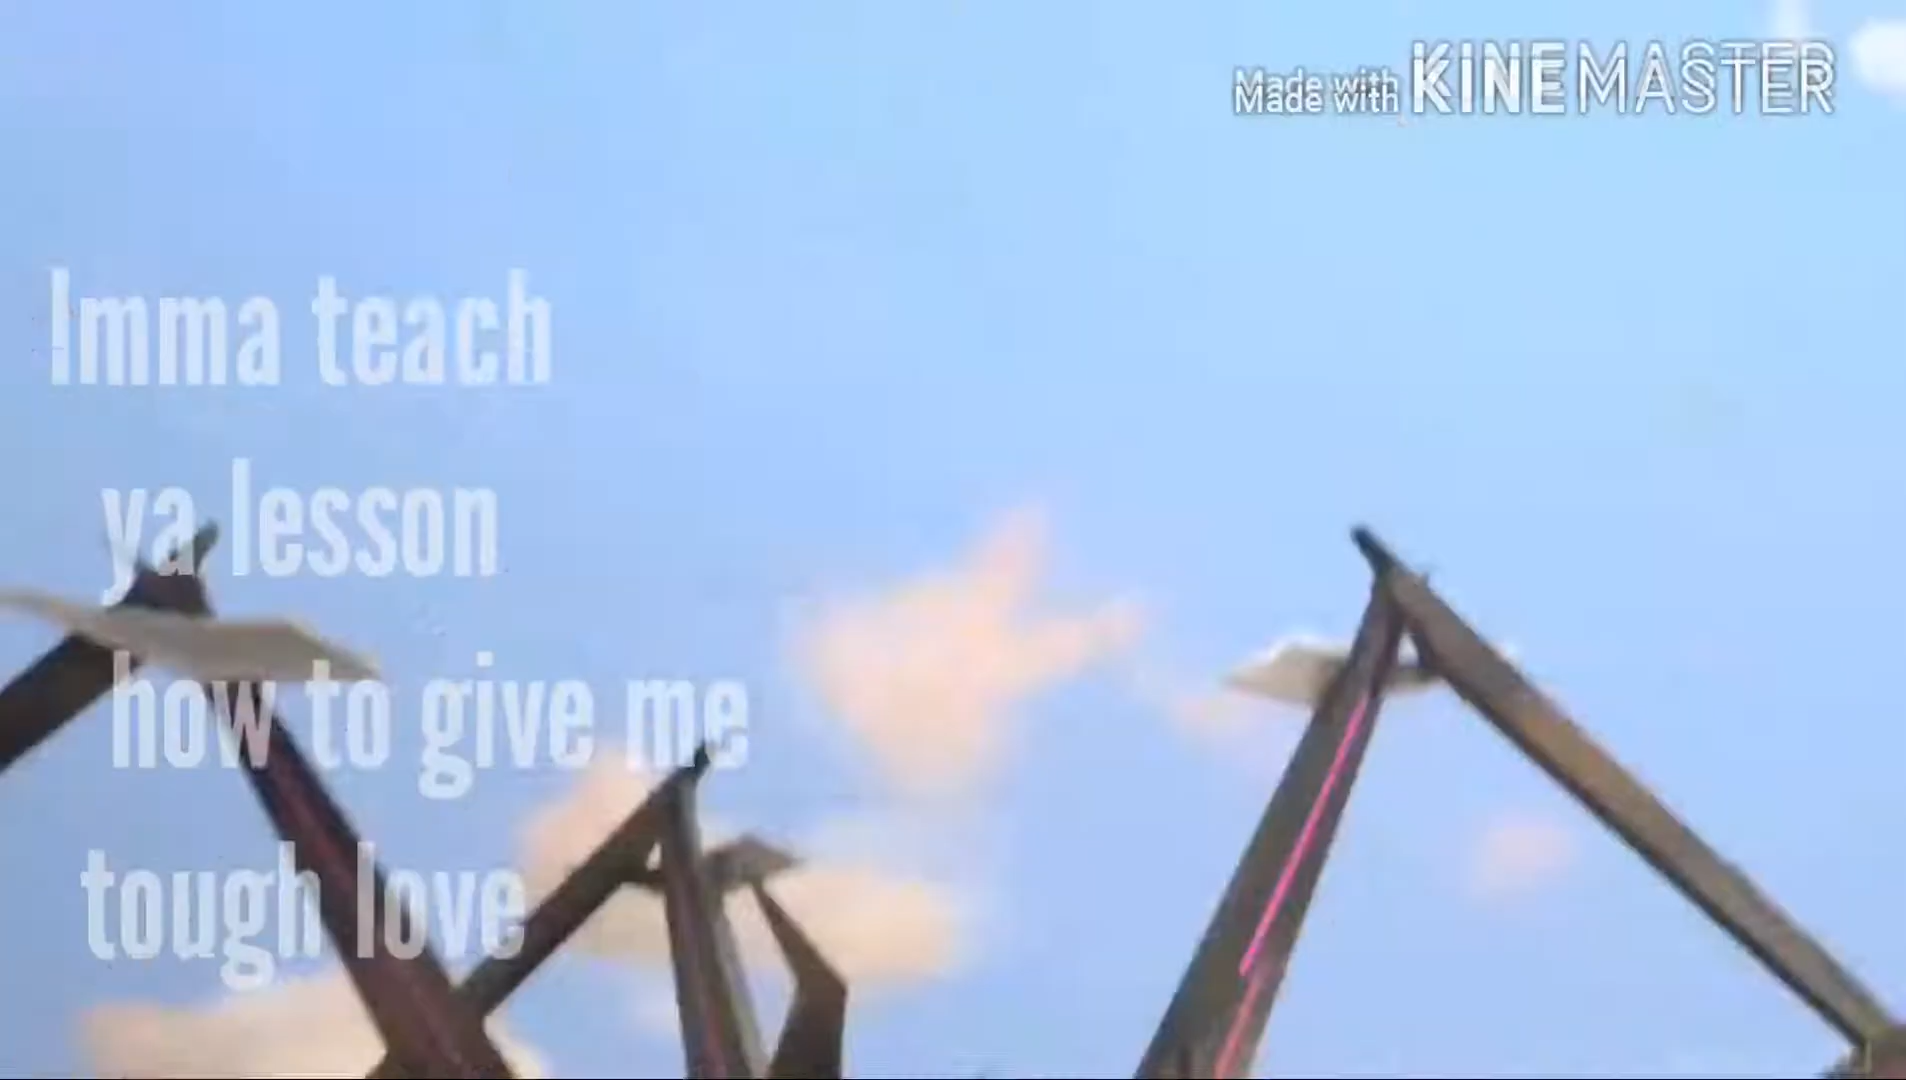 Made with KINEMASTER
Imma teach
ya lesson
how to give me
tough love